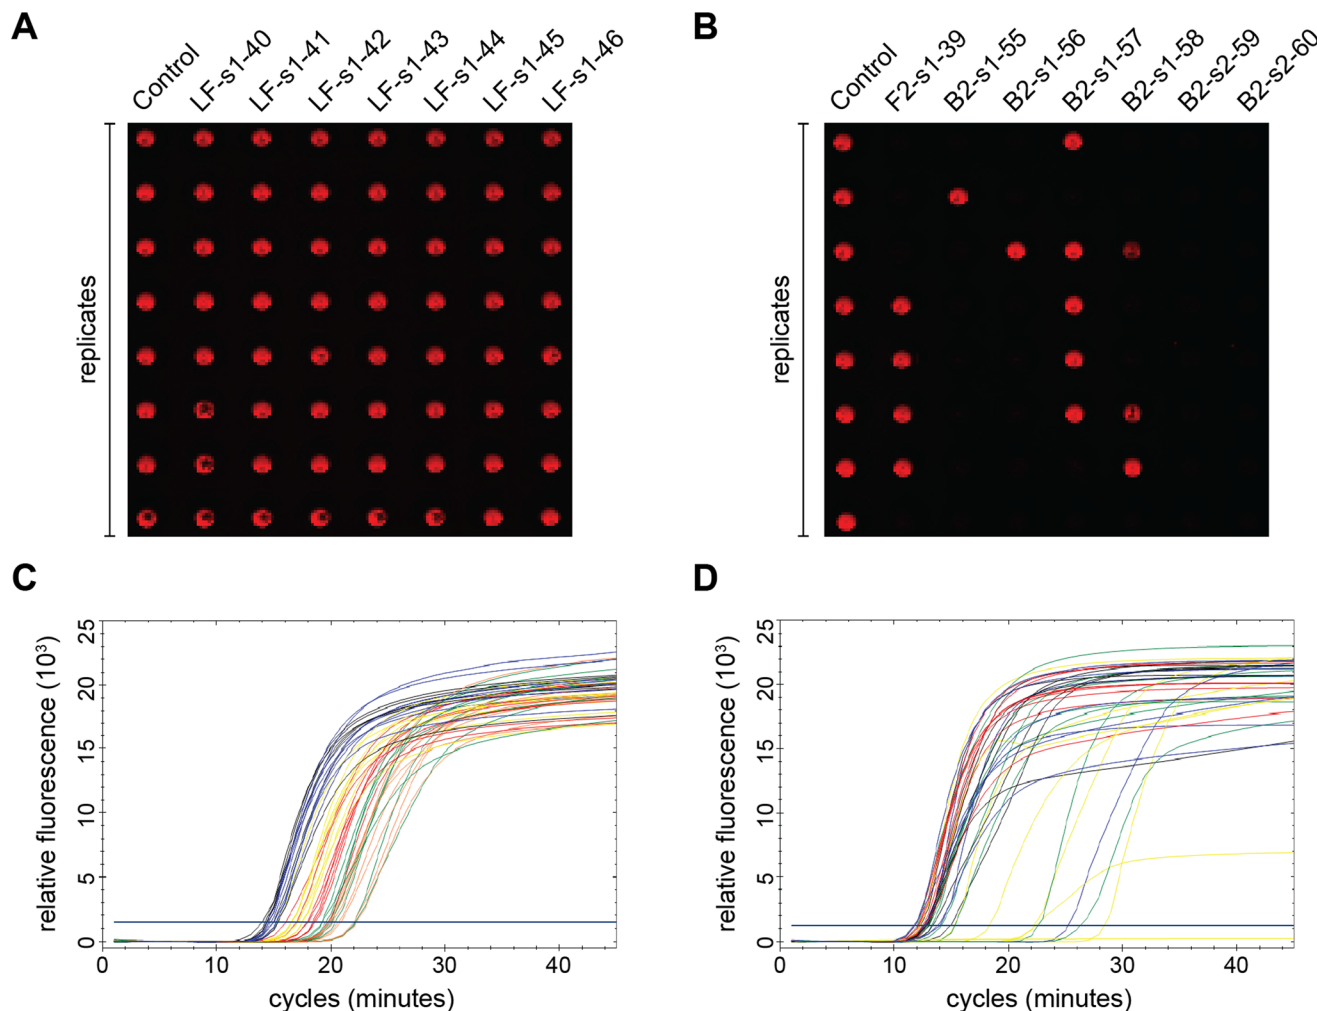 A
Control
LF-s1-40
LF-s1-41
LF-s1-42
LF-s1-43
LF-s1-44
LF-s1-45
LF-s1-46
replicates
B
Control
F2-s1-39
B2-s1-55
B2-s1-56
B2-s1-57
B2-s1-58
B2-s2-59
B2-s2-60
replicates
C
relative fluorescence (10³)
25
20
15
10
5
0
0 10 20 30 40
cycles (minutes)
D
relative fluorescence (10³)
25
20
15
10
5
0
0 10 20 30 40
cycles (minutes)